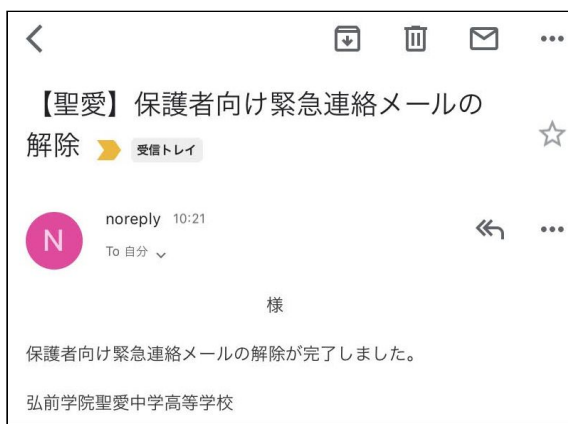 【聖愛】保護者向け緊急連絡メールの
解除 受信トレイ
N
noreply 10:21
To 自分
様
保護者向け緊急連絡メールの解除が完了しました。
弘前学院聖愛中学高等学校